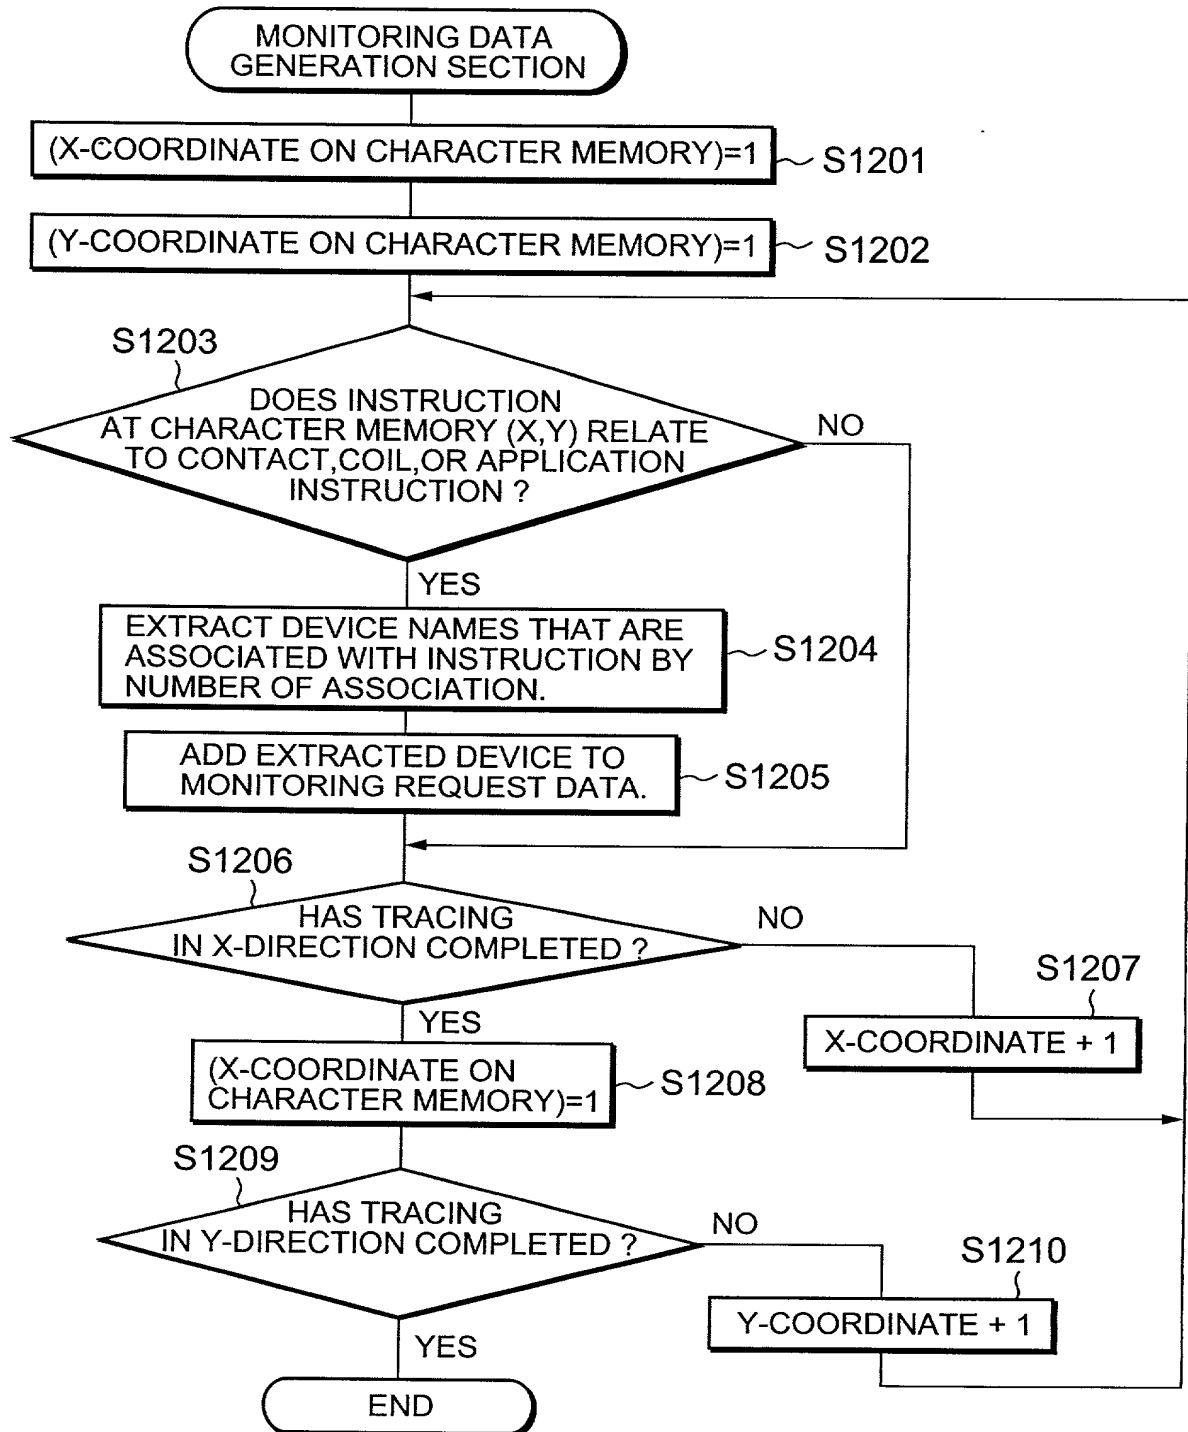 MONITORING DATA
GENERATION SECTION
(X-COORDINATE ON CHARACTER MEMORY)=1
S1201
(Y-COORDINATE ON CHARACTER MEMORY)=1
S1202
S1203
DOES INSTRUCTION
AT CHARACTER MEMORY (X,Y) RELATE
TO CONTACT,COIL,OR APPLICATION
INSTRUCTION ?
NO
YES
EXTRACT DEVICE NAMES THAT ARE
ASSOCIATED WITH INSTRUCTION BY
NUMBER OF ASSOCIATION.
S1204
ADD EXTRACTED DEVICE TO
MONITORING REQUEST DATA.
S1205
S1206
HAS TRACING
IN X-DIRECTION COMPLETED ?
NO
S1207
X-COORDINATE + 1
YES
(X-COORDINATE ON
CHARACTER MEMORY)=1
S1208
S1209
HAS TRACING
IN Y-DIRECTION COMPLETED ?
NO
S1210
Y-COORDINATE + 1
YES
END